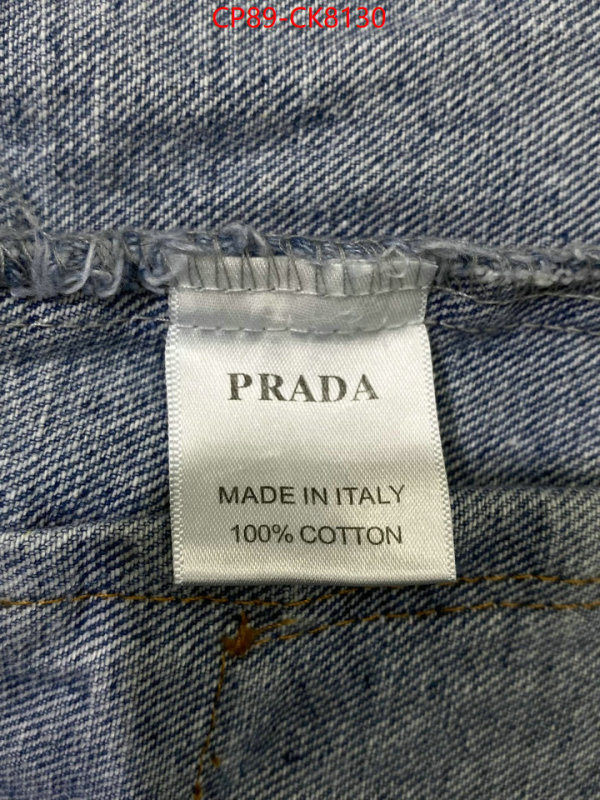 CP89-CK8130
PRADA
MADE IN ITALY
100% COTTON